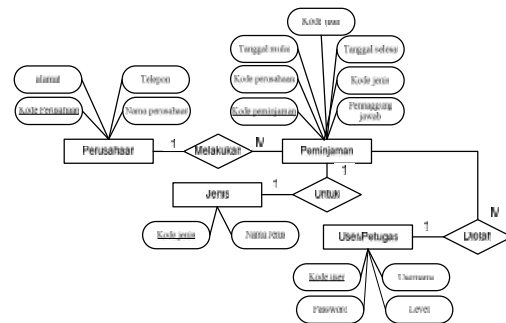 Kode user
Tanggal mulai
Tanggal selesai
alamat
Telepon
Kode perusahaan
Kode jenis
Kode Perusahaan
Nama perusahaan
Kode peminjaman
Penanggung
jawab
1
N
Perusahaan
Melakukan
Peminjaman
1
Jenis
1
Untuk
Kode jenis
Nama Jenis
N
1
User/Petugas
Kode user
Username
Password
Level